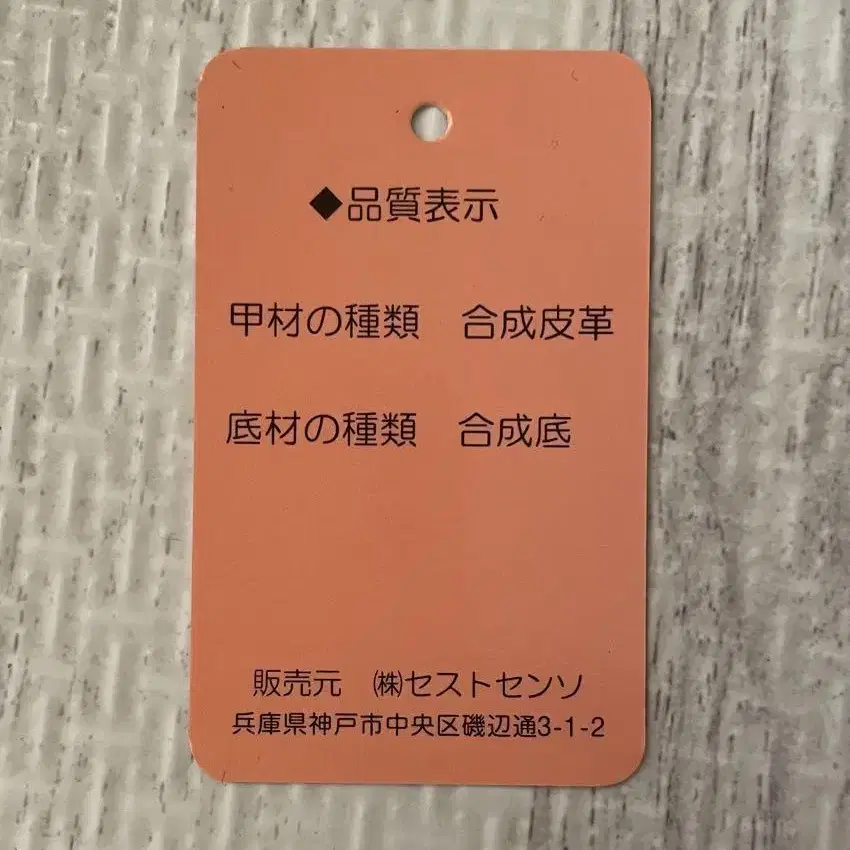 ◆品質表示
甲材の種類　合成皮革
底材の種類　合成底
販売元　㈱セストセンソ
兵庫県神戸市中央区磯辺通3-1-2